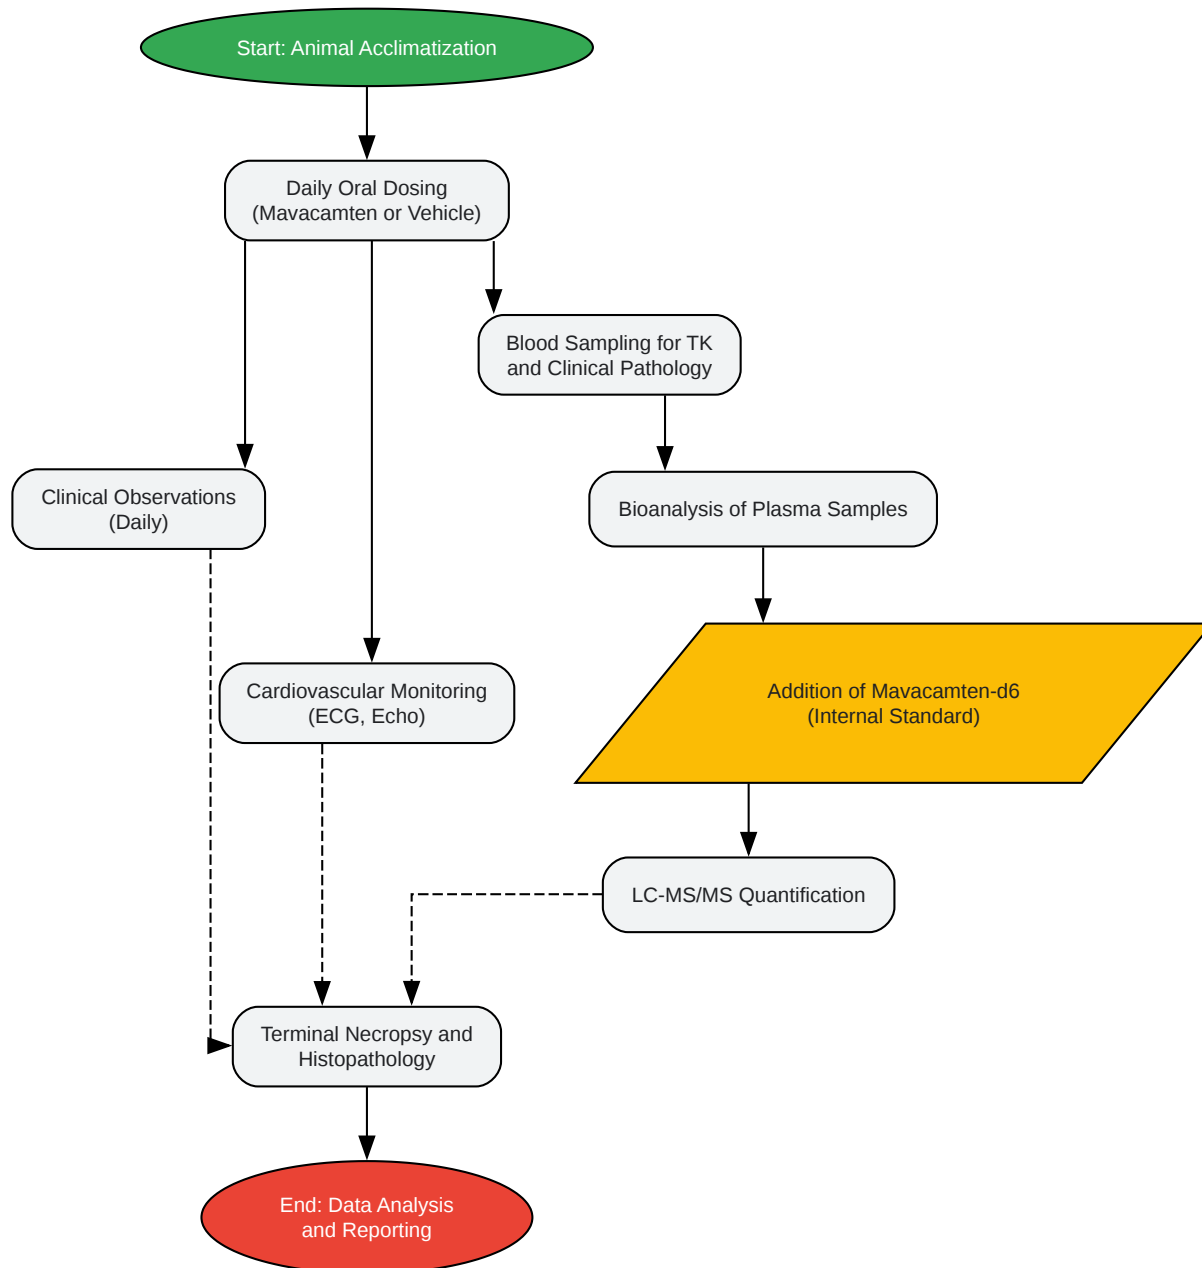 Start: Animal Acclimatization
Daily Oral Dosing
(Mavacamten or Vehicle)
Blood Sampling for TK
and Clinical Pathology
Clinical Observations
(Daily)
Bioanalysis of Plasma Samples
Cardiovascular Monitoring
(ECG, Echo)
Addition of Mavacamten-d6
(Internal Standard)
LC-MS/MS Quantification
Terminal Necropsy and
Histopathology
End: Data Analysis
and Reporting